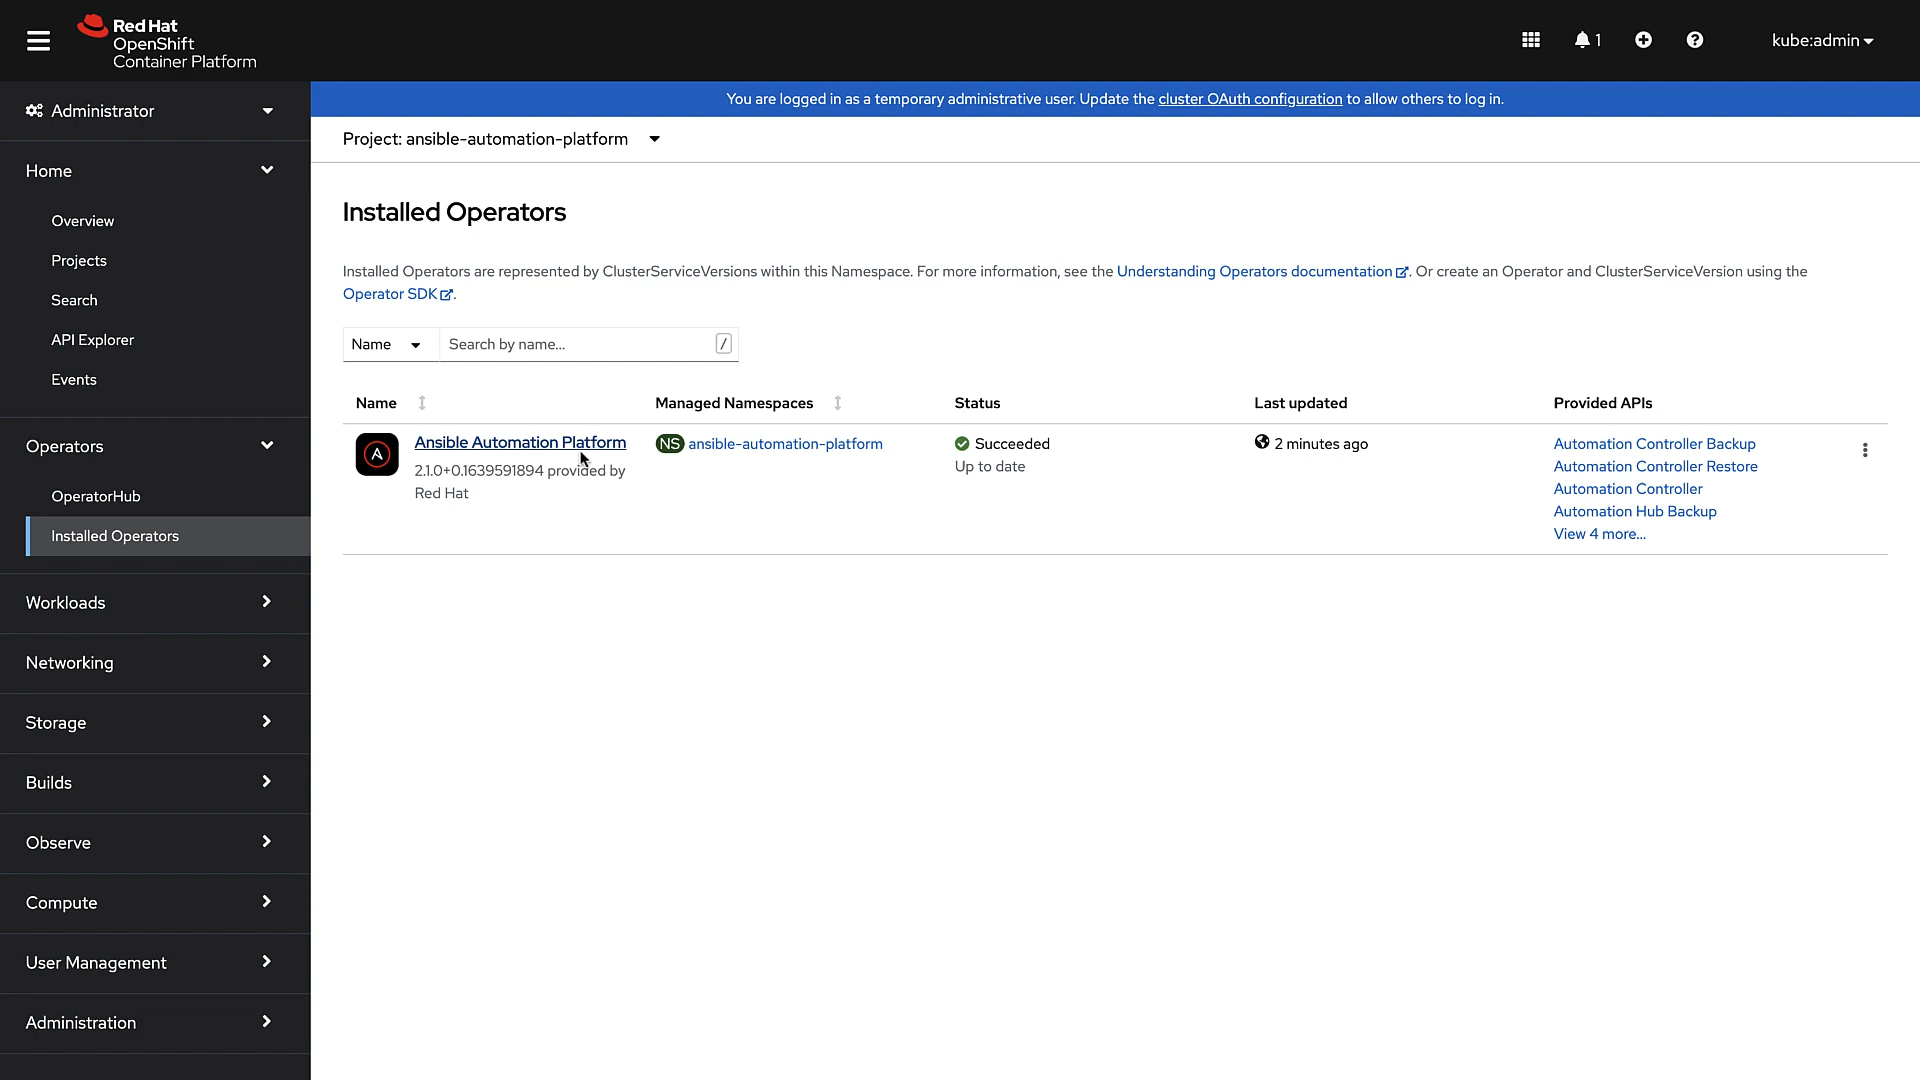 Red Hat
OpenShift
Container Platform
1
kube:admin
Administrator
You are logged in as a temporary administrative user. Update the cluster OAuth configuration to allow others to log in.
Project: ansible-automation-platform
Home
Overview
Projects
Search
API Explorer
Events
Operators
OperatorHub
Installed Operators
Workloads
Networking
Storage
Builds
Observe
Compute
User Management
Administration
Installed Operators
Installed Operators are represented by ClusterServiceVersions within this Namespace. For more information, see the Understanding Operators documentation. Or create an Operator and ClusterServiceVersion using the
Operator SDK.
Name
Search by name...
/
Name Managed Namespaces Status Last updated Provided APIs
A
Ansible Automation Platform
2.1.0+0.1639591894 provided by
Red Hat
NS ansible-automation-platform
Succeeded
Up to date
2 minutes ago
Automation Controller Backup
Automation Controller Restore
Automation Controller
Automation Hub Backup
View 4 more...